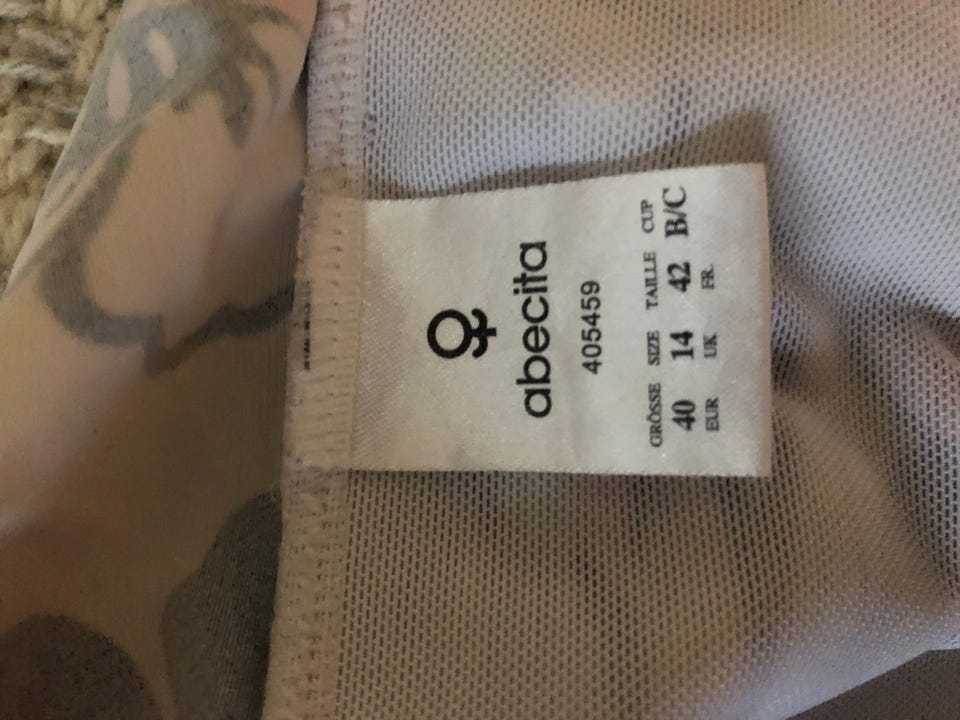 abecita
405459
GRÖSSE SIZE TAILLE CUP
40 14 42 B/C
EUR UK FR.